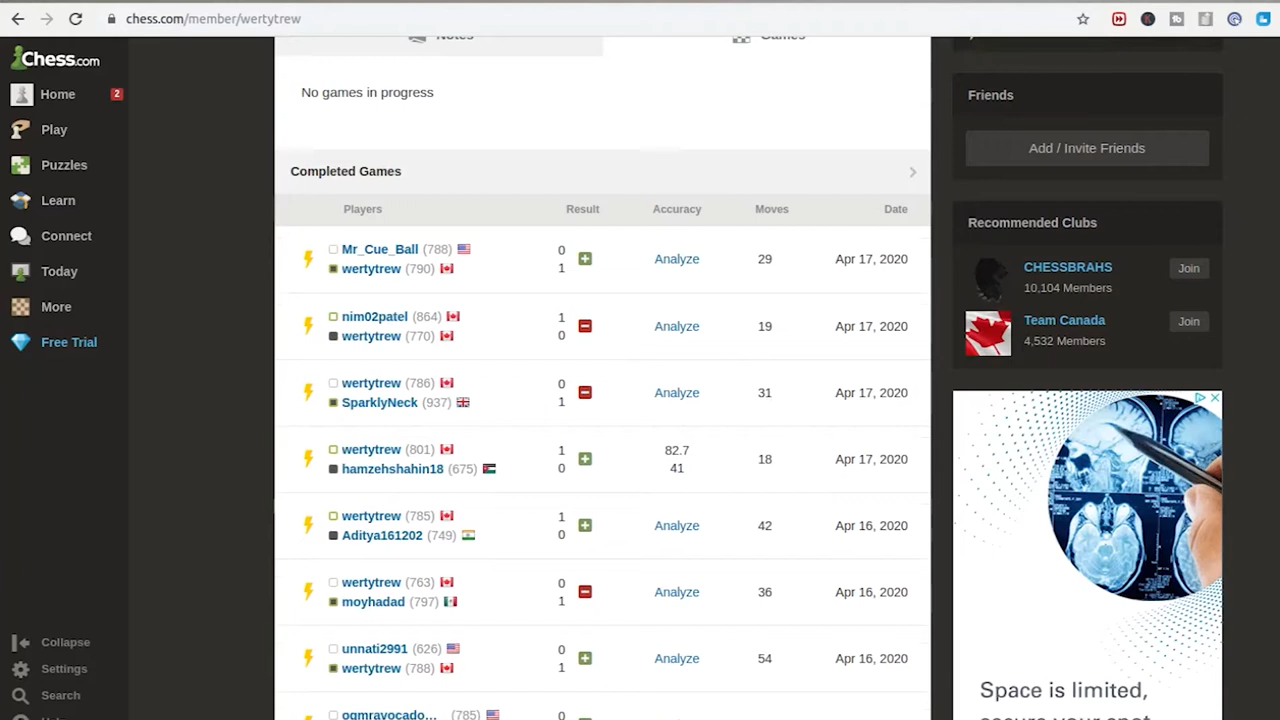 chess.com/member/wertytrew
Chess.com
Home 2
Play
Puzzles
Learn
Connect
Today
More
Free Trial
Collapse
Settings
Search
Notes Games
No games in progress
Completed Games
Players Result Accuracy Moves Date
Mr_Cue_Ball (788) 0
wertytrew (790) 1
Analyze 29 Apr 17, 2020
nim02patel (864) 1
wertytrew (770) 0
Analyze 19 Apr 17, 2020
wertytrew (786) 0
SparklyNeck (937) 1
Analyze 31 Apr 17, 2020
wertytrew (801) 1 82.7
hamzehshahin18 (675) 0 41
18 Apr 17, 2020
wertytrew (785) 1
Aditya161202 (749) 0
Analyze 42 Apr 16, 2020
wertytrew (763) 0
moyhadad (797) 1
Analyze 36 Apr 16, 2020
unnati2991 (626) 0
wertytrew (788) 1
Analyze 54 Apr 16, 2020
ogmravocado... (785) 0
Friends
Add / Invite Friends
Recommended Clubs
CHESSBRAHS
10,104 Members
Join
Team Canada
4,532 Members
Join
Space is limited,
secure your spot